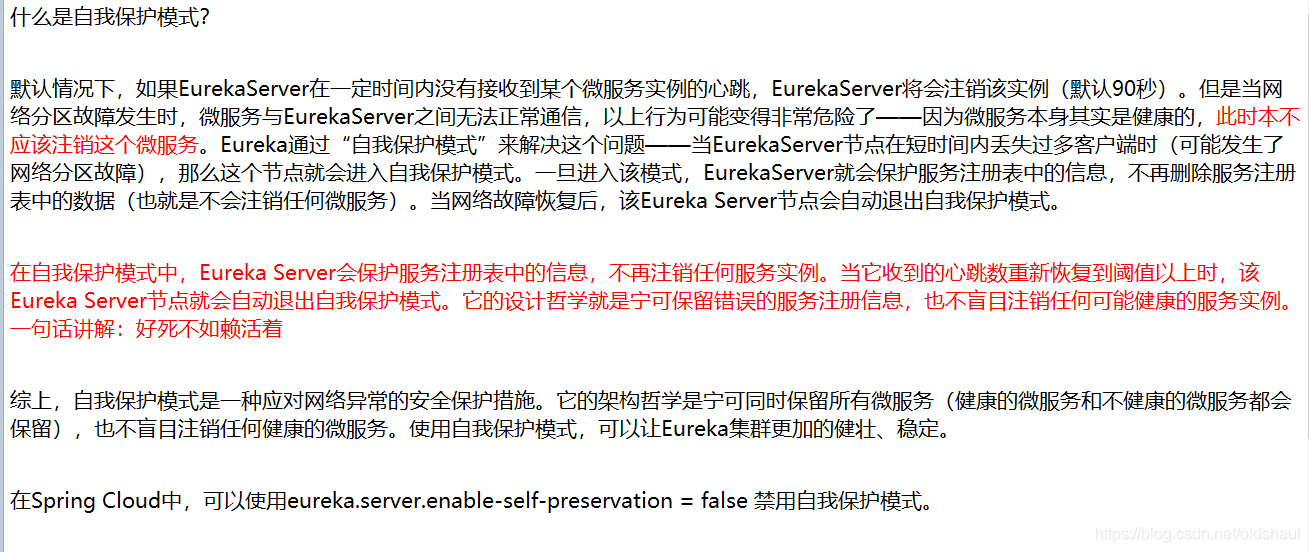 什么是自我保护模式？
默认情况下，如果EurekaServer在一定时间内没有接收到某个微服务实例的心跳，EurekaServer将会注销该实例（默认90秒）。但是当网
络分区故障发生时，微服务与EurekaServer之间无法正常通信，以上行为可能变得非常危险了——因为微服务本身其实是健康的，此时本不
应该注销这个微服务。Eureka通过“自我保护模式”来解决这个问题——当EurekaServer节点在短时间内丢失过多客户端时（可能发生了
网络分区故障），那么这个节点就会进入自我保护模式。一旦进入该模式，EurekaServer就会保护服务注册表中的信息，不再删除服务注册
表中的数据（也就是不会注销任何微服务）。当网络故障恢复后，该Eureka Server节点会自动退出自我保护模式。
在自我保护模式中，Eureka Server会保护服务注册表中的信息，不再注销任何服务实例。当它收到的心跳数重新恢复到阈值以上时，该
Eureka Server节点就会自动退出自我保护模式。它的设计哲学就是宁可保留错误的服务注册信息，也不盲目注销任何可能健康的服务实例。
一句话讲解：好死不如赖活着
综上，自我保护模式是一种应对网络异常的安全保护措施。它的架构哲学是宁可同时保留所有微服务（健康的微服务和不健康的微服务都会
保留），也不盲目注销任何健康的微服务。使用自我保护模式，可以让Eureka集群更加的健壮、稳定。
在Spring Cloud中，可以使用eureka.server.enable-self-preservation = false 禁用自我保护模式。
https://blog.csdn.net/oldshaui